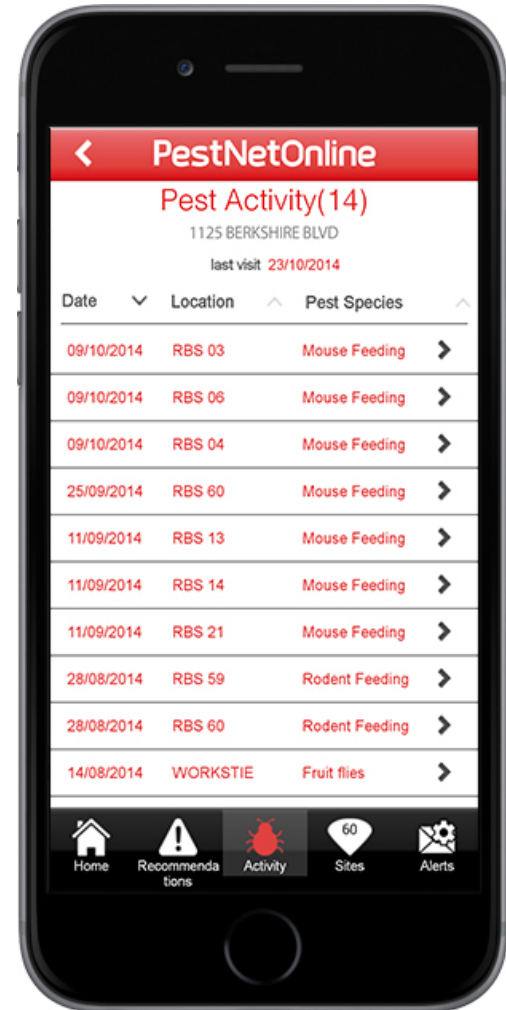 PestNetOnline
Pest Activity(14)
1125 BERKSHIRE BLVD
last visit 23/10/2014
Date Location Pest Species
09/10/2014 RBS 03 Mouse Feeding
09/10/2014 RBS 06 Mouse Feeding
09/10/2014 RBS 04 Mouse Feeding
25/09/2014 RBS 60 Mouse Feeding
11/09/2014 RBS 13 Mouse Feeding
11/09/2014 RBS 14 Mouse Feeding
11/09/2014 RBS 21 Mouse Feeding
28/08/2014 RBS 59 Rodent Feeding
28/08/2014 RBS 60 Rodent Feeding
14/08/2014 WORKSTIE Fruit flies
60
Home Recommenda Activity Sites Alerts
tions